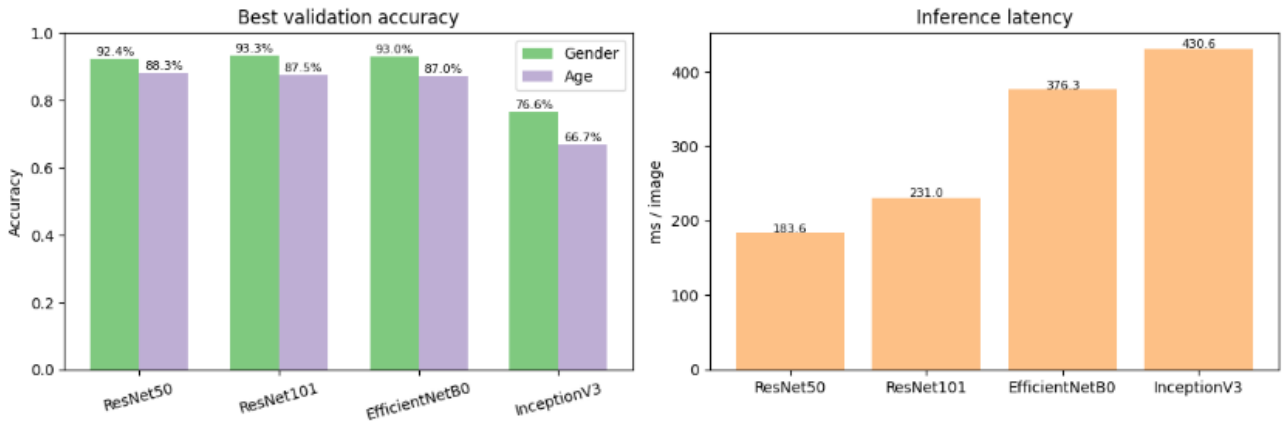 Best validation accuracy
Accuracy
1.0
0.8
0.6
0.4
0.2
0.0
92.4%
88.3%
93.3%
87.5%
93.0%
87.0%
76.6%
66.7%
Gender
Age
ResNet50
ResNet101
EfficientNetB0
InceptionV3
Inference latency
ms / image
400
300
200
100
0
183.6
231.0
376.3
430.6
ResNet50
ResNet101
EfficientNetB0
InceptionV3